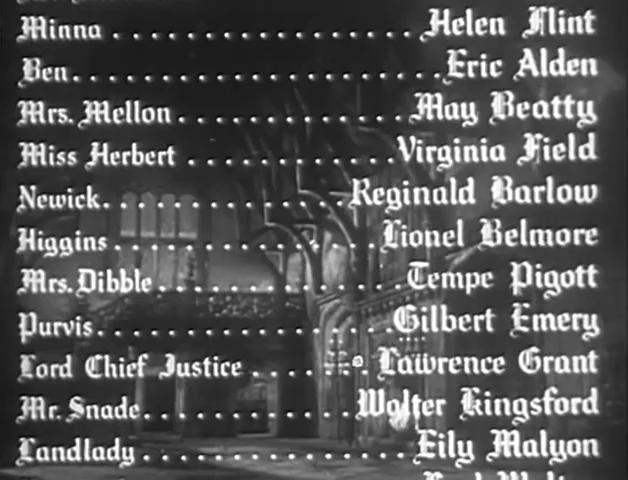 Minna . . . . . . . . . . . . . . . . . . Helen Flint
Ben. . . . . . . . . . . . . . . . . . . . . . Eric Alden
Mrs. Mellon . . . . . . . . . . . . . May Beatty
Miss Herbert . . . . . . . . . . . . Virginia Field
Newick. . . . . . . . . . . . . . Reginald Barlow
Higgins . . . . . . . . . . . . . . . Lionel Belmore
Mrs. Dibble . . . . . . . . . . . . . . Tempe Pigott
Purvis. . . . . . . . . . . . . . . . . Gilbert Emery
Lord Chief Justice . . . . . . . Lawrence Grant
Mr. Snade. . . . . . . . . . . . Walter Kingsford
Landlady . . . . . . . . . . . . . . . . Eily Malyon